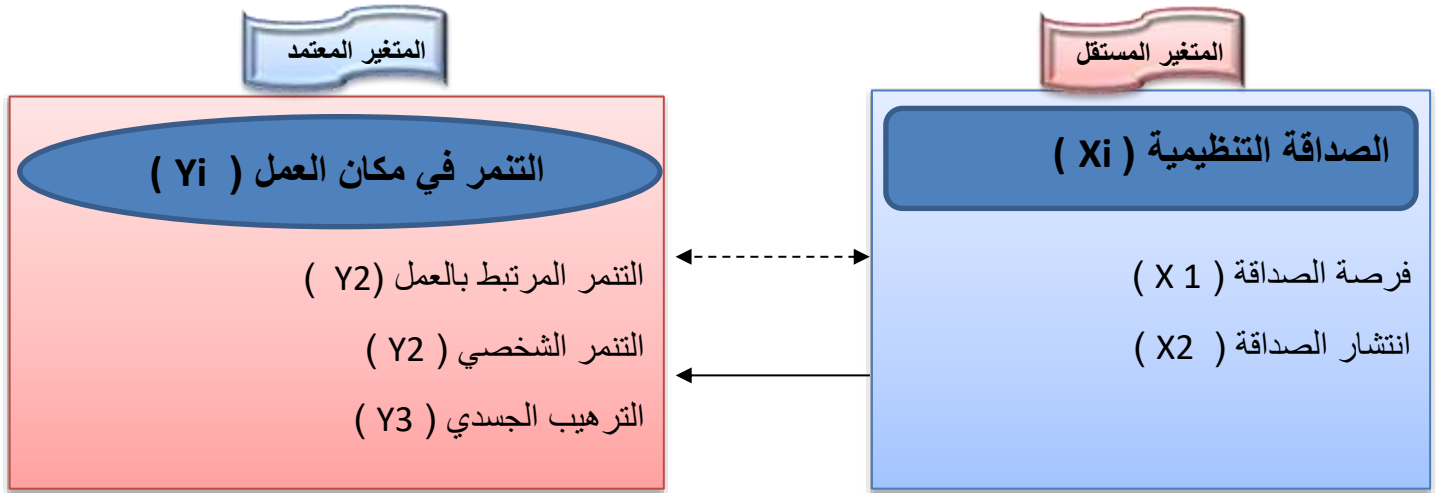 المتغير المستقل
المتغير المعتمد
الصداقة التنظيمية ( Xi )
التنمر في مكان العمل ( Yi )
فرصة الصداقة ( X 1 )
انتشار الصداقة ( X2 )
التنمر المرتبط بالعمل (Y2 )
التنمر الشخصي ( Y2 )
الترهيب الجسدي ( Y3 )